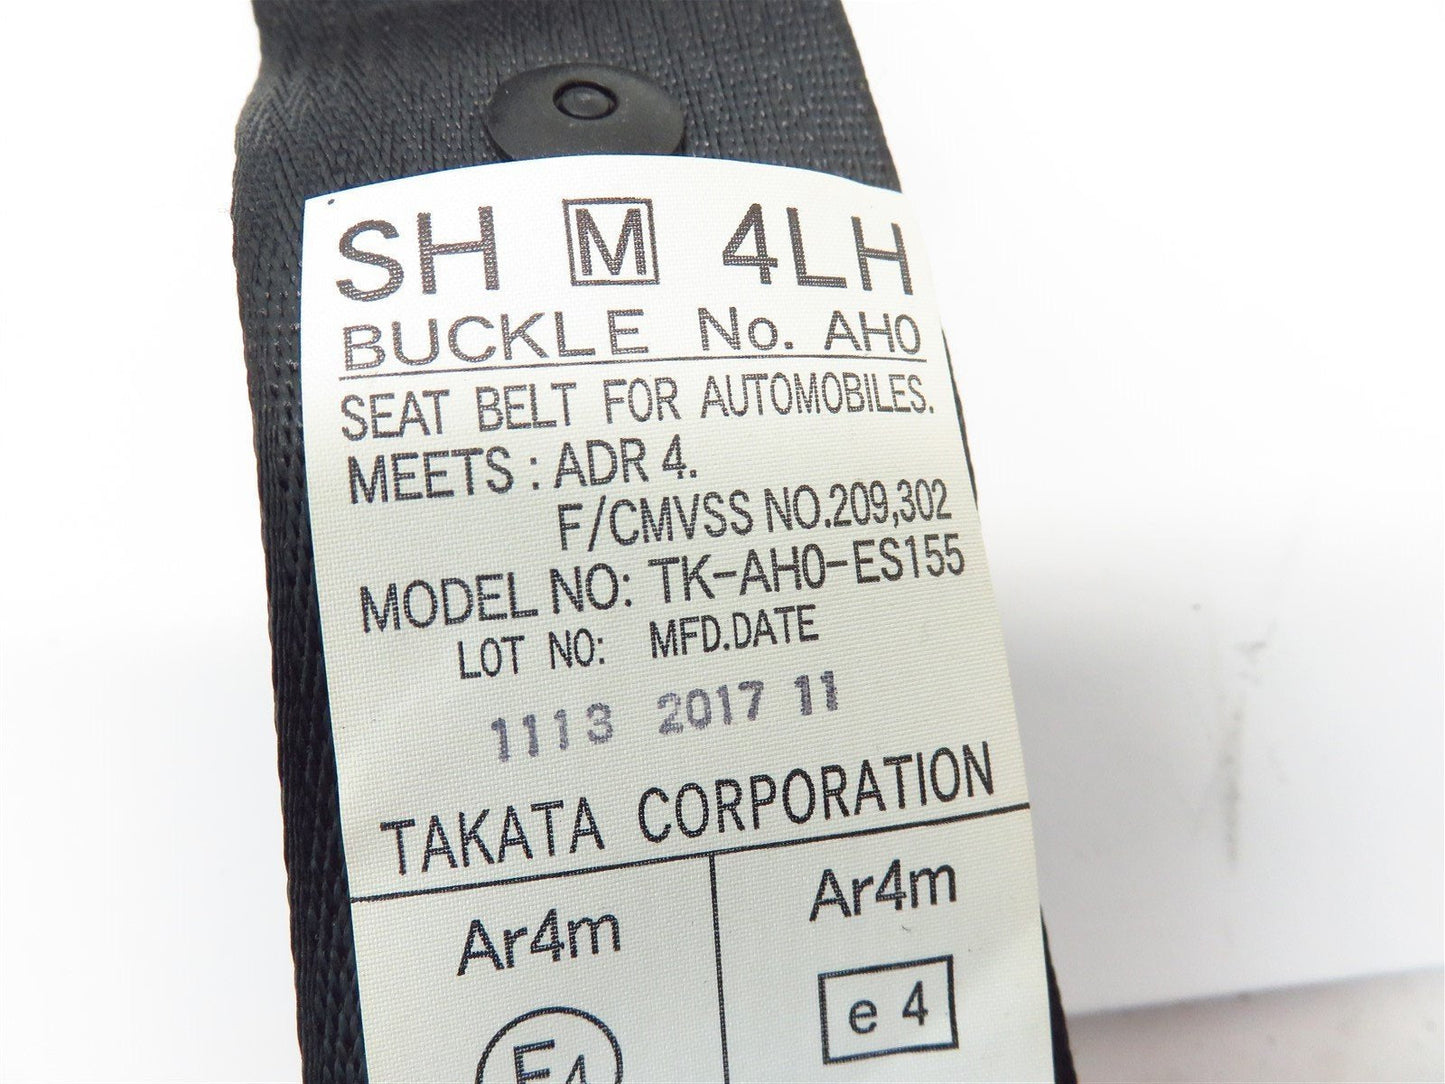 SH M 4LH
BUCKLE No. AH0
SEAT BELT FOR AUTOMOBILES.
MEETS : ADR 4.
F/CMVSS NO.209,302
MODEL NO: TK-AH0-ES155
LOT NO: MFD.DATE
1113 2017 11
TAKATA CORPORATION
Ar4m Ar4m
E4 e 4